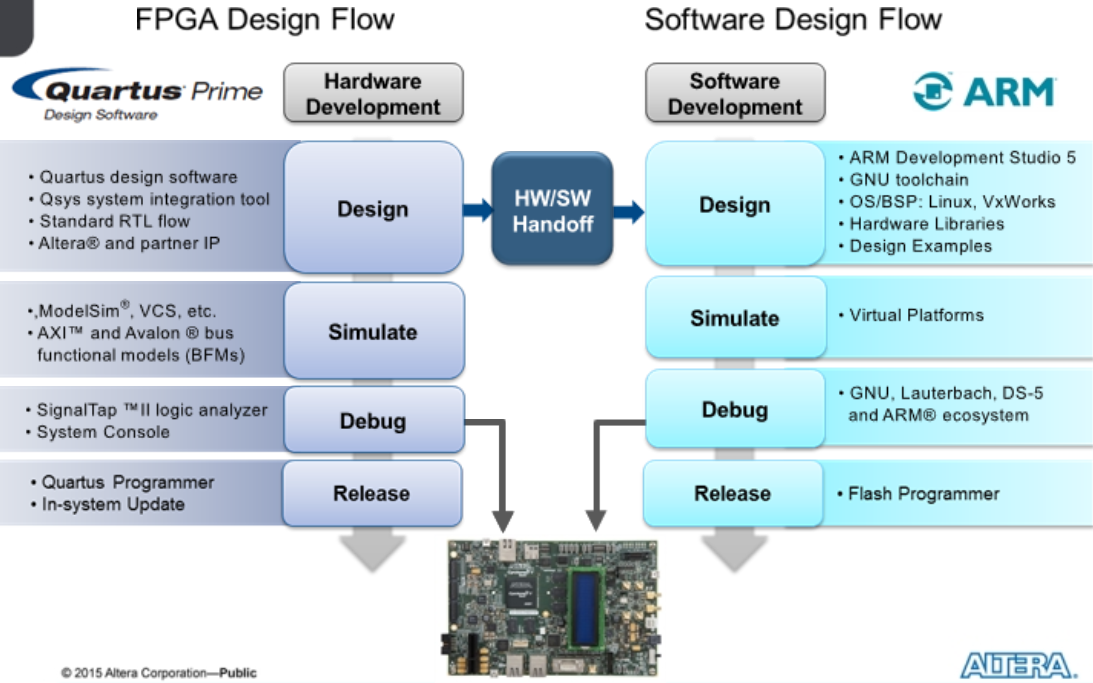 FPGA Design Flow
Software Design Flow
Quartus Prime
Design Software
Hardware
Development
Software
Development
ARM
• Quartus design software
• Qsys system integration tool
• Standard RTL flow
• Altera® and partner IP
Design
HW/SW
Handoff
Design
• ARM Development Studio 5
• GNU toolchain
• OS/BSP: Linux, VxWorks
• Hardware Libraries
• Design Examples
•,ModelSim®, VCS, etc.
• AXI™ and Avalon ® bus
functional models (BFMs)
Simulate
Simulate
• Virtual Platforms
• SignalTap ™II logic analyzer
• System Console
Debug
Debug
• GNU, Lauterbach, DS-5
and ARM® ecosystem
• Quartus Programmer
• In-system Update
Release
Release
• Flash Programmer
© 2015 Altera Corporation—Public
ALTERA.